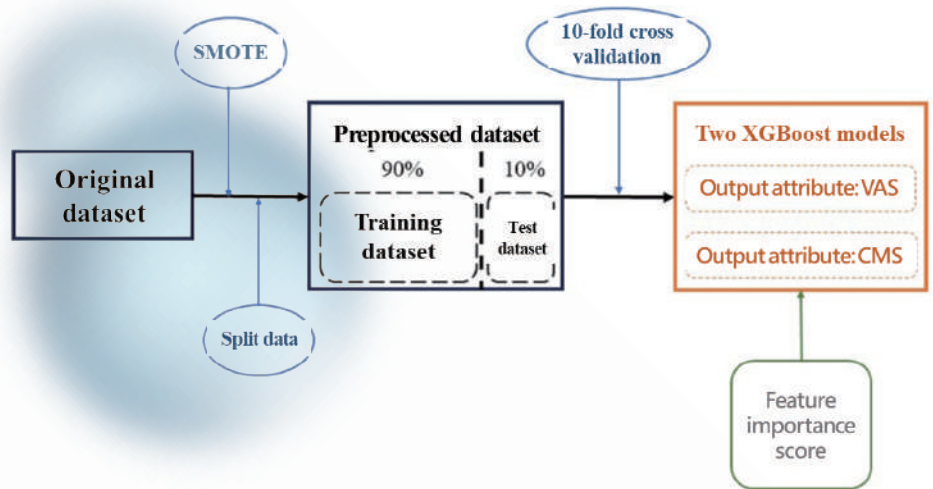 SMOTE
10-fold cross
validation
Original
dataset
Preprocessed dataset
90%
10%
Training
dataset
Test
dataset
Split data
Two XGBoost models
Output attribute: VAS
Output attribute: CMS
Feature
importance
score